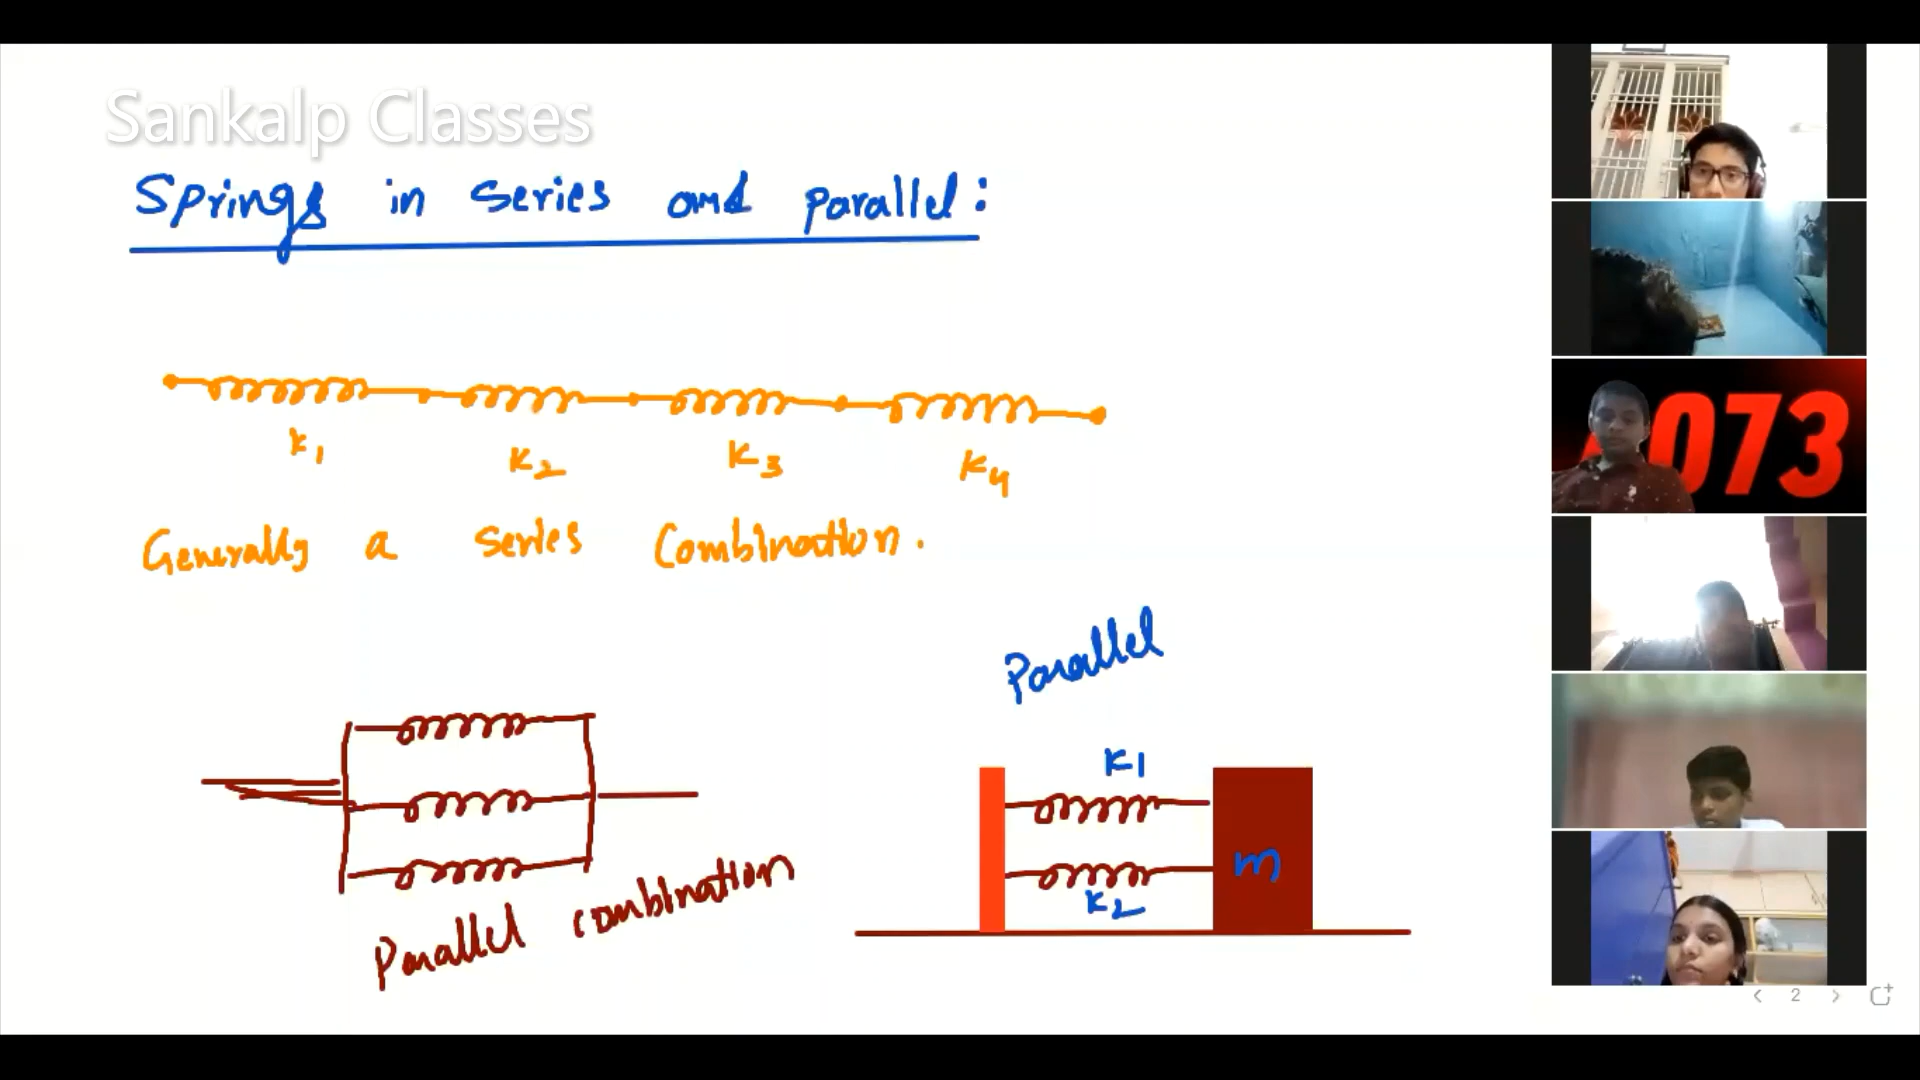 Sankalp Classes
Springs in series and parallel:
K1 K2 K3 K4
Generally a series combination.
Parallel
K1
m
K2
Parallel combination
073
2